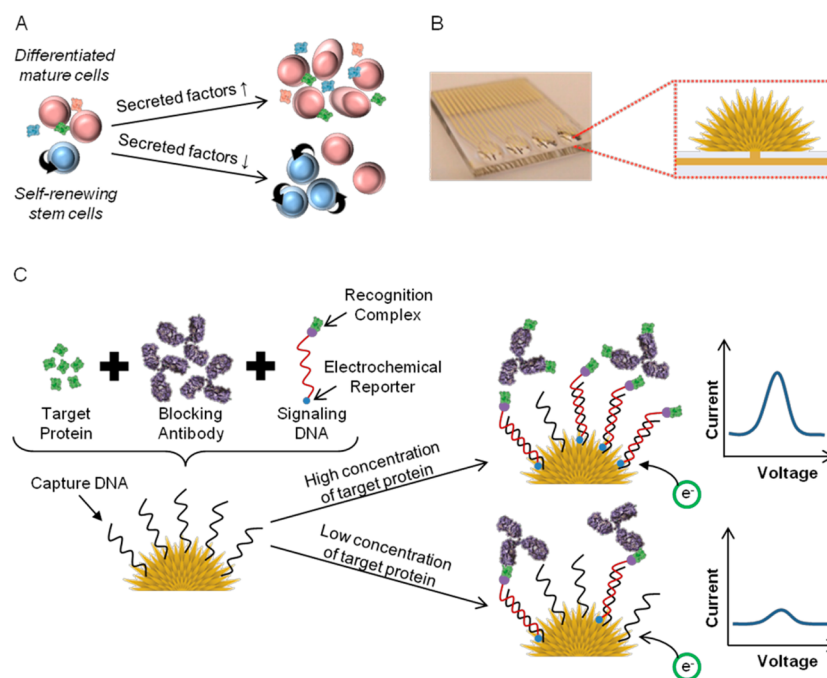 A
Differentiated
mature cells
Secreted factors ↑
Secreted factors ↓
Self-renewing
stem cells
B
C
Recognition
Complex
Electrochemical
Reporter
Target
Protein
Blocking
Antibody
Signaling
DNA
Capture DNA
High concentration
of target protein
Low concentration
of target protein
e-
Current
Voltage
e-
Current
Voltage